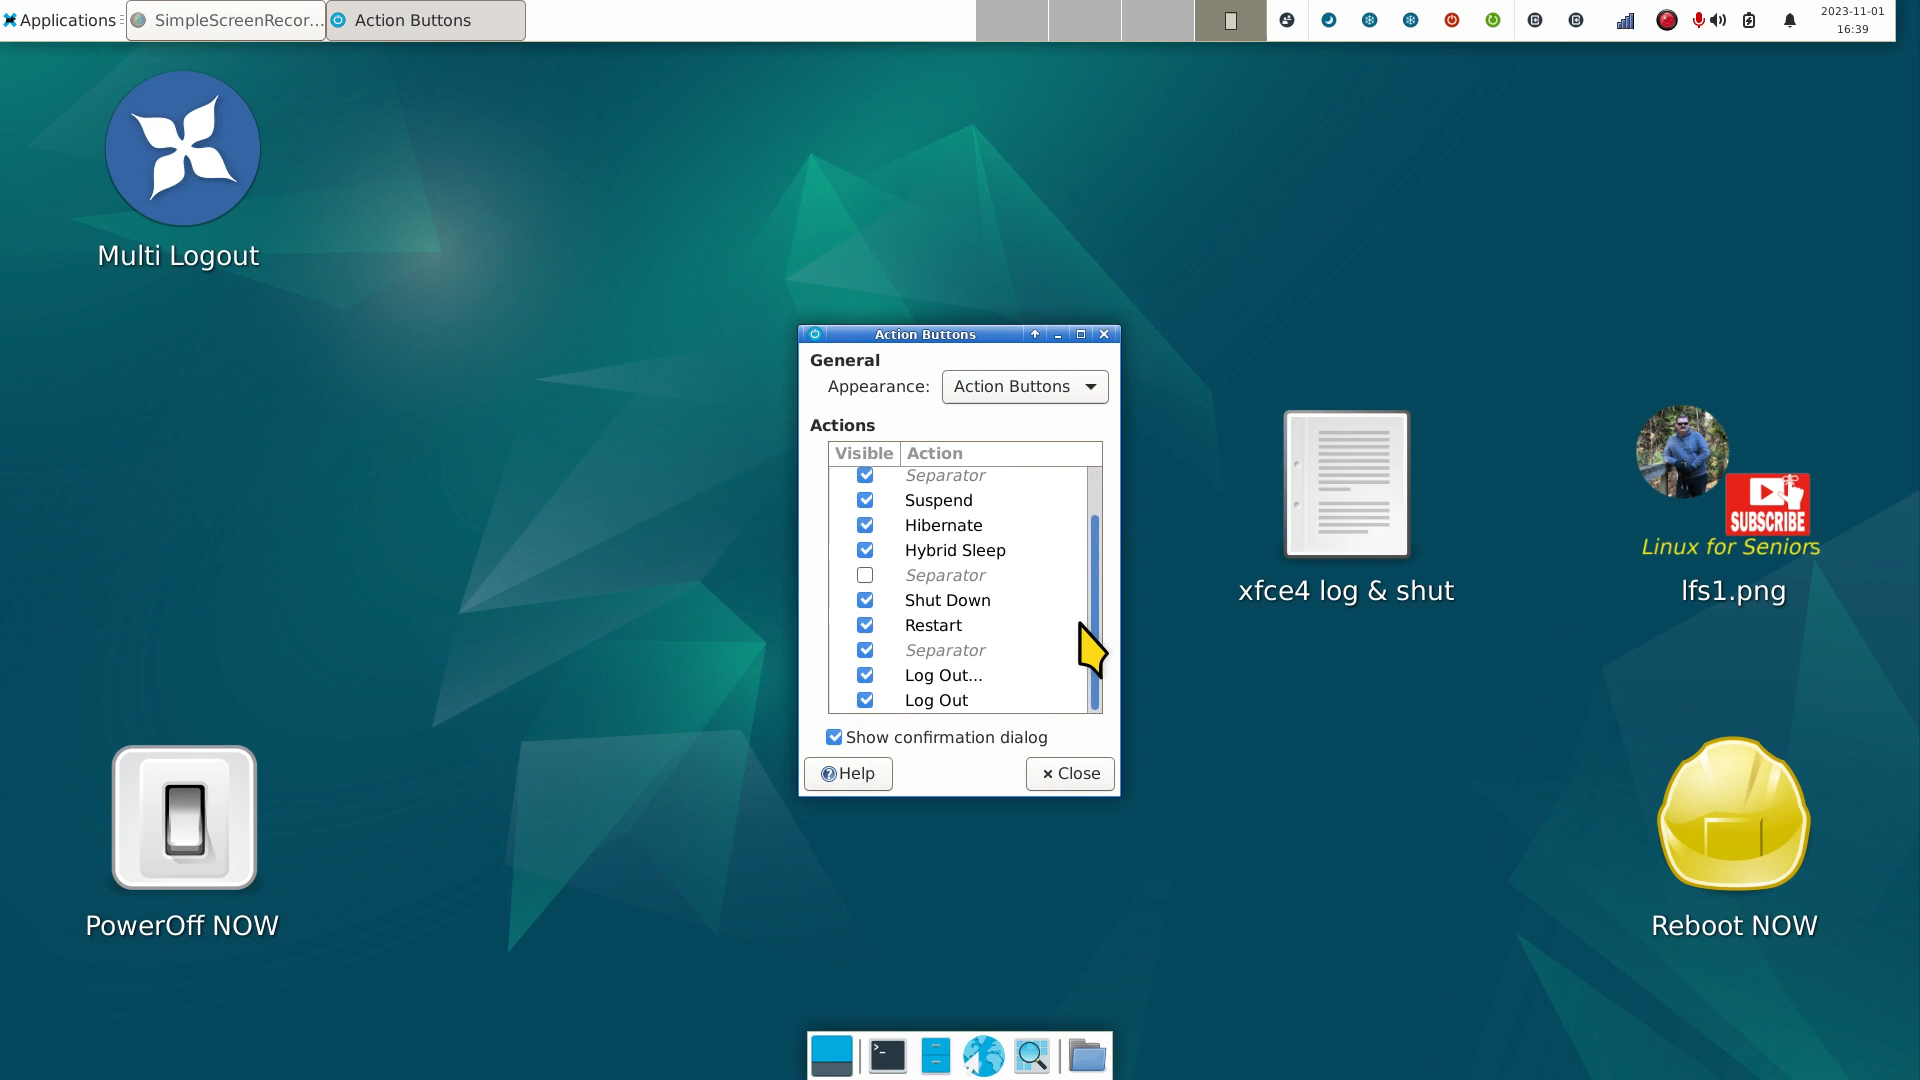 Applications
SimpleScreenRecor...
Action Buttons
2023-11-01
16:39
Multi Logout
Action Buttons
General
Appearance:
Action Buttons
Actions
Visible
Action
Separator
Suspend
Hibernate
Hybrid Sleep
Separator
Shut Down
Restart
Separator
Log Out...
Log Out
Show confirmation dialog
Help
Close
xfce4 log & shut
SUBSCRIBE
Linux for Seniors
lfs1.png
PowerOff NOW
Reboot NOW
>_